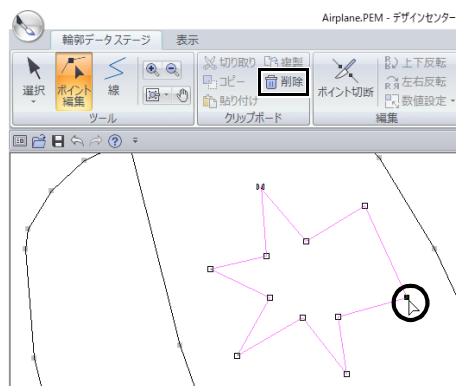 Airplane.PEM - デザインセンター
輪郭データステージ 表示
選択
ポイント編集
線
ツール
切り取り 複製
コピー 削除
貼り付け
クリップボード
ポイント切断
上下反転
左右反転
数値設定
編集